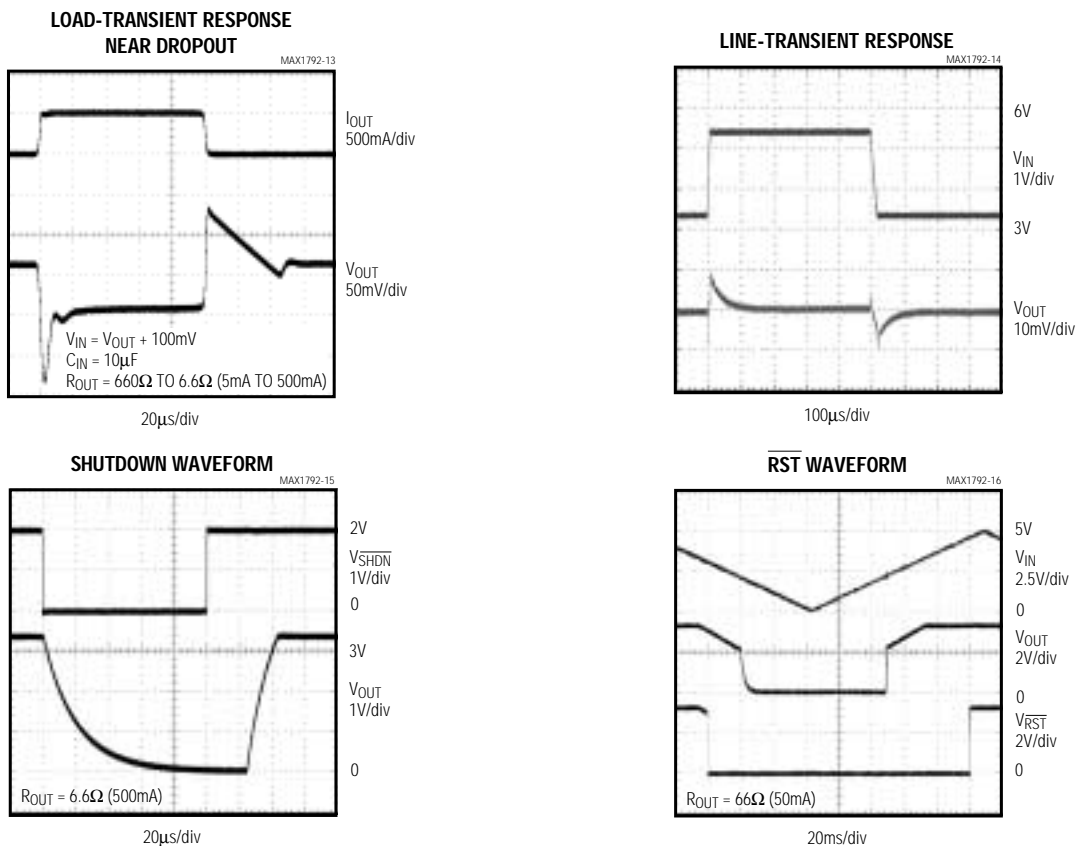 LOAD-TRANSIENT RESPONSE
NEAR DROPOUT
MAX1792-13
IOUT
500mA/div
VOUT
50mV/div
VIN = VOUT + 100mV
CIN = 10μF
ROUT = 660Ω TO 6.6Ω (5mA TO 500mA)
20μs/div
LINE-TRANSIENT RESPONSE
MAX1792-14
6V
VIN
1V/div
3V
VOUT
10mV/div
100μs/div
SHUTDOWN WAVEFORM
MAX1792-15
2V
VSHDN
1V/div
0
3V
VOUT
1V/div
0
ROUT = 6.6Ω (500mA)
20μs/div
RST WAVEFORM
MAX1792-16
5V
VIN
2.5V/div
0
VOUT
2V/div
0
VRST
2V/div
0
ROUT = 66Ω (50mA)
20ms/div